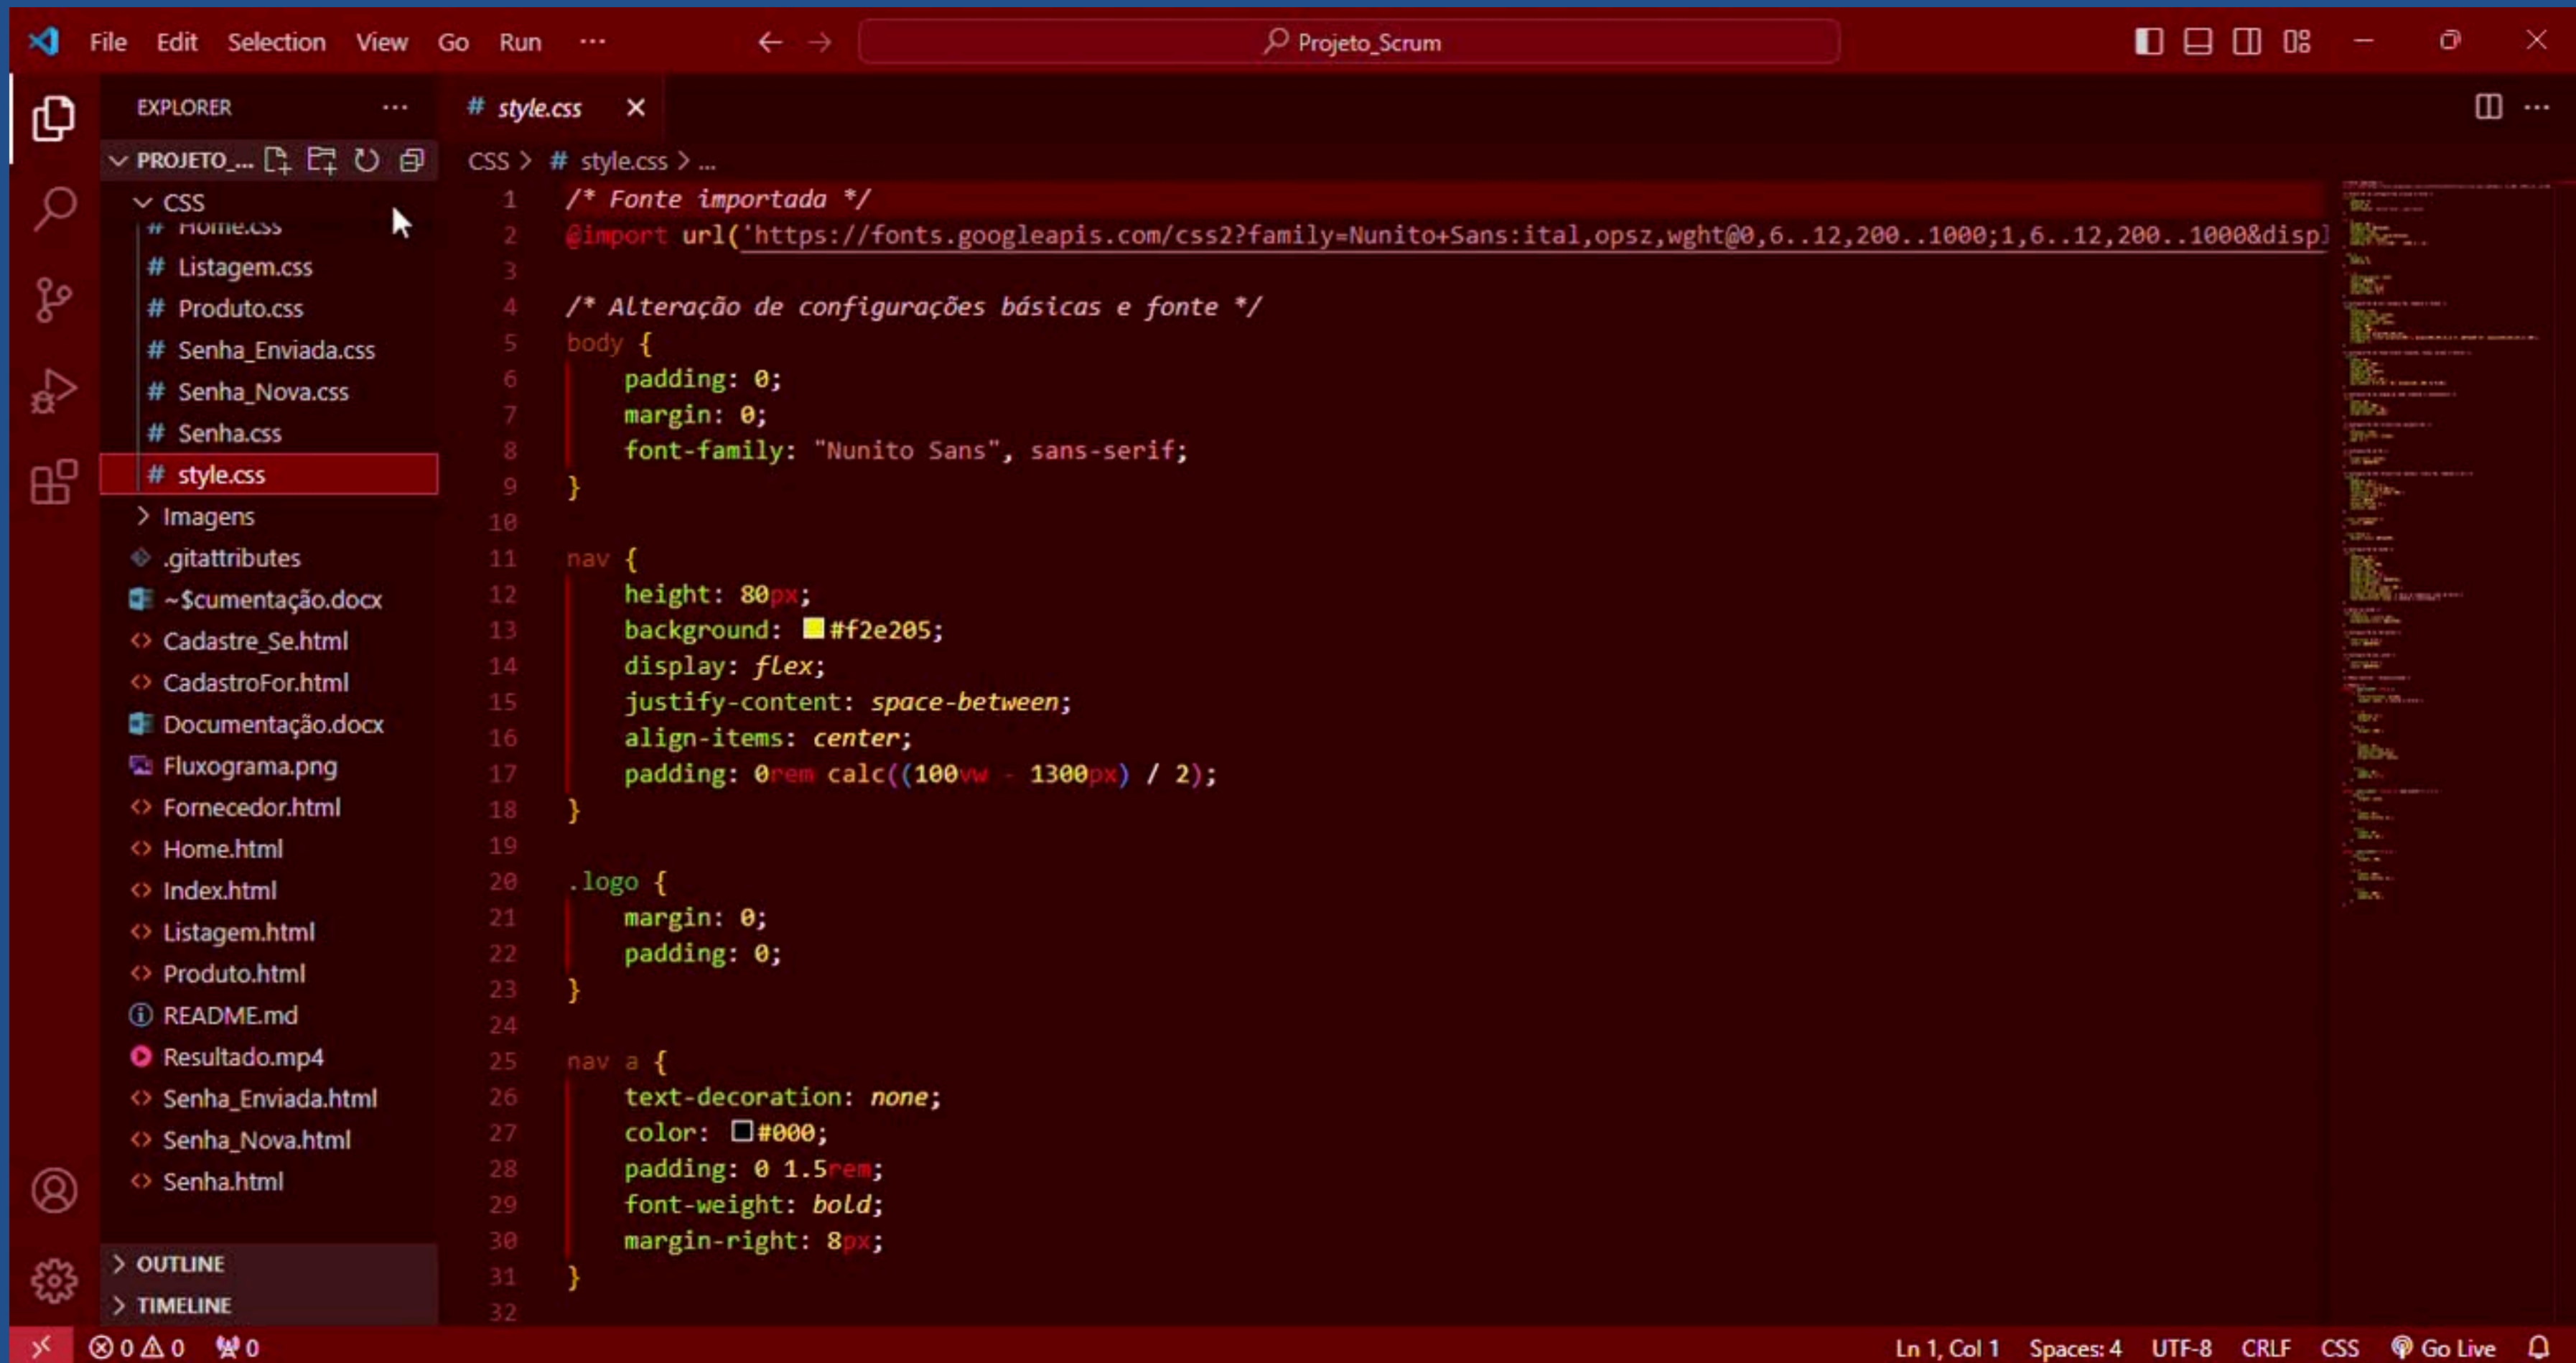 File Edit Selection View Go Run ··· Projeto_Scrum
EXPLORER ···
PROJETO_...
CSS
# Home.css
# Listagem.css
# Produto.css
# Senha_Enviada.css
# Senha_Nova.css
# Senha.css
# style.css
Imagens
.gitattributes
~$cumentação.docx
Cadastre_Se.html
CadastroFor.html
Documentação.docx
Fluxograma.png
Fornecedor.html
Home.html
Index.html
Listagem.html
Produto.html
README.md
Resultado.mp4
Senha_Enviada.html
Senha_Nova.html
Senha.html
OUTLINE
TIMELINE
# style.css
CSS > # style.css > ...
1 /* Fonte importada */
2 @import url('https://fonts.googleapis.com/css2?family=Nunito+Sans:ital,opsz,wght@0,6..12,200..1000;1,6..12,200..1000&displ
3
4 /* Alteração de configurações básicas e fonte */
5 body {
6 padding: 0;
7 margin: 0;
8 font-family: "Nunito Sans", sans-serif;
9 }
10
11 nav {
12 height: 80px;
13 background: #f2e205;
14 display: flex;
15 justify-content: space-between;
16 align-items: center;
17 padding: 0rem calc((100vw - 1300px) / 2);
18 }
19
20 .logo {
21 margin: 0;
22 padding: 0;
23 }
24
25 nav a {
26 text-decoration: none;
27 color: #000;
28 padding: 0 1.5rem;
29 font-weight: bold;
30 margin-right: 8px;
31 }
32
0 0 0 Ln 1, Col 1 Spaces: 4 UTF-8 CRLF CSS Go Live